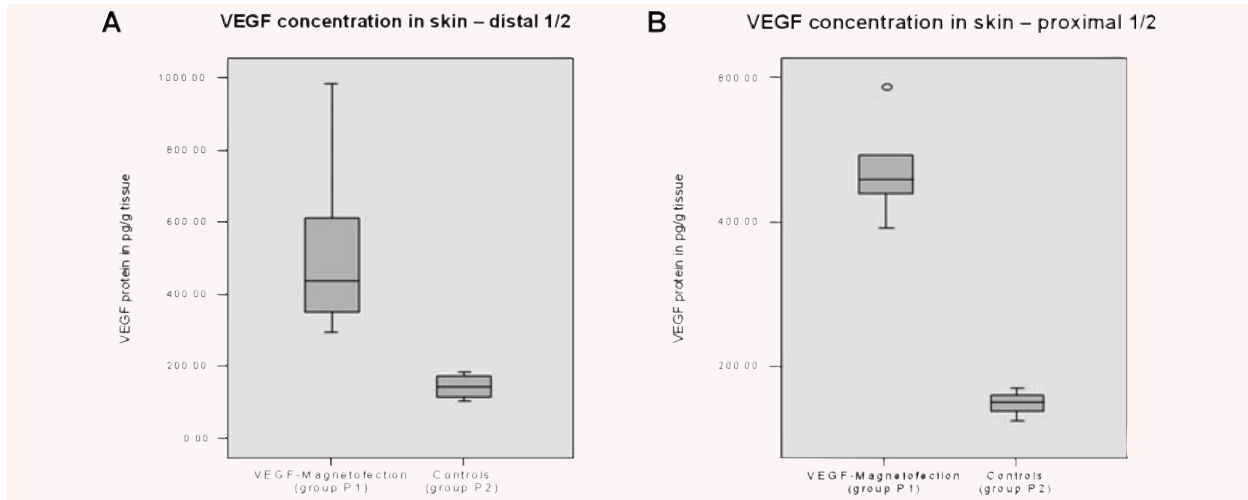 A
VEGF concentration in skin – distal 1/2
VEGF protein in pg/g tissue
1000 00
800 00
600 00
400 00
200 00
0 00
VEGF-Magnetofection
(group P1)
Controls
(group P2)
B
VEGF concentration in skin – proximal 1/2
VEGF protein in pg/g tissue
600 00
400 00
200 00
VEGF-Magnetofection
(group P1)
Controls
(group P2)